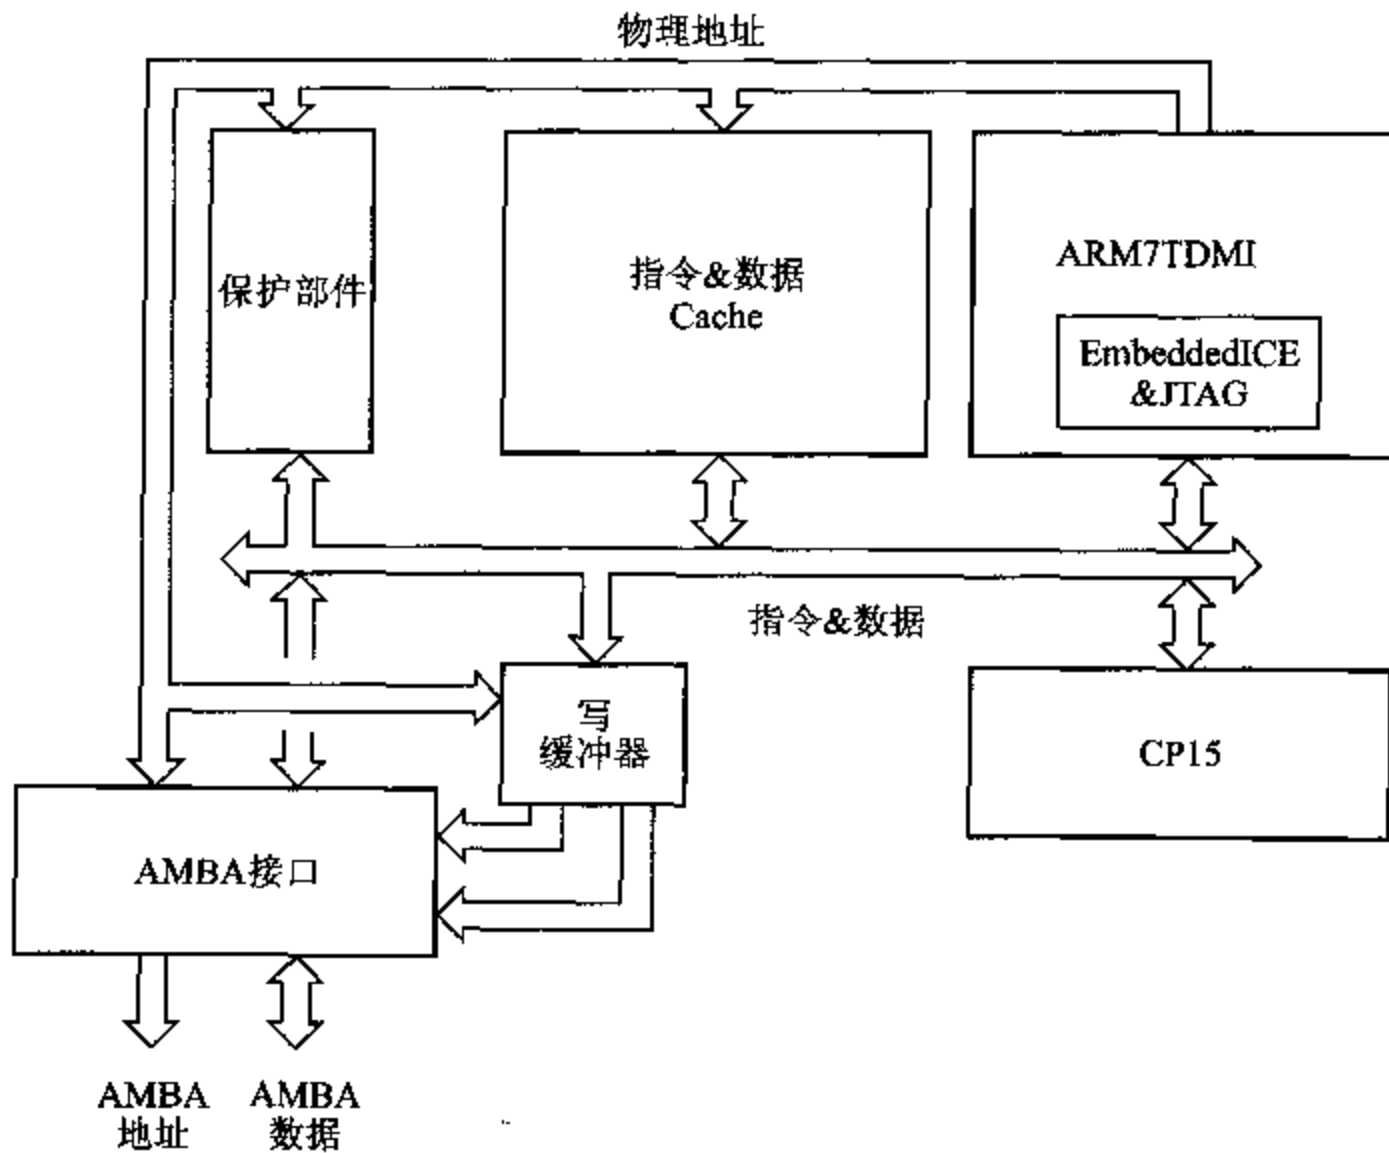 物理地址
保护部件
指令&数据
Cache
ARM7TDMI
EmbeddedICE
&JTAG
指令&数据
写
缓冲器
CP15
AMBA接口
AMBA
地址
AMBA
数据